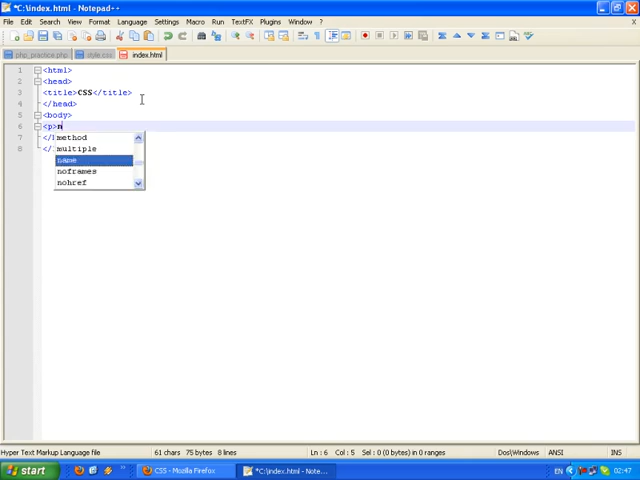 *C:\index.html - Notepad++
File Edit Search View Format Language Settings Macro Run TextFX Plugins Window ? X
php_practice.php style.css index.html
1 <html>
2 <head>
3 <title>CSS</title>
4 </head>
5 <body>
6 <p>n
7 </ method
8 </ multiple
name
noframes
nohref
Hyper Text Markup Language file 61 chars 75 bytes 8 lines Ln : 6 Col : 5 Sel : 0 (0 bytes) in 0 ranges Dos\Windows ANSI INS
start CSS - Mozilla Firefox *C:\index.html - Note... EN 02:47